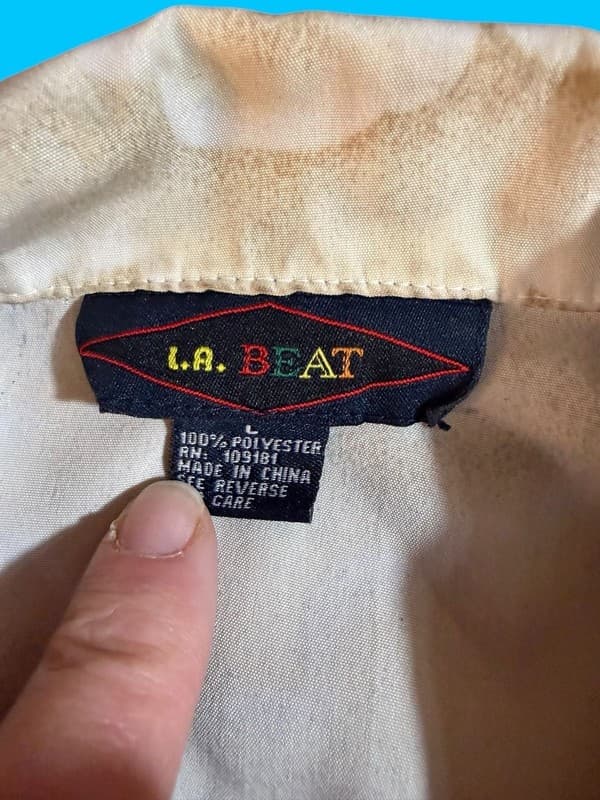 L.A. BEAT
L
100% POLYESTER
RN: 109181
MADE IN CHINA
SEE REVERSE
CARE